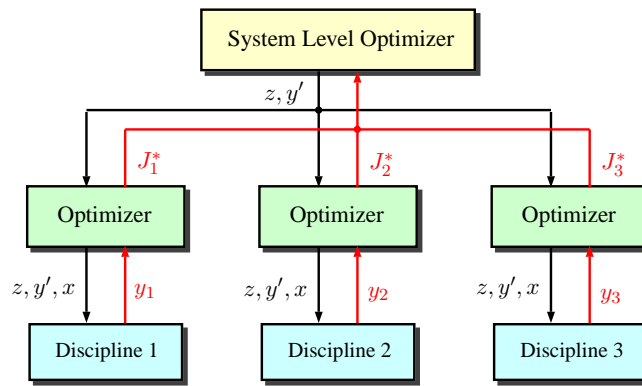 System Level Optimizer
z, y′
J₁* J₂* J₃*
Optimizer Optimizer Optimizer
z, y′, x y₁ z, y′, x y₂ z, y′, x y₃
Discipline 1 Discipline 2 Discipline 3